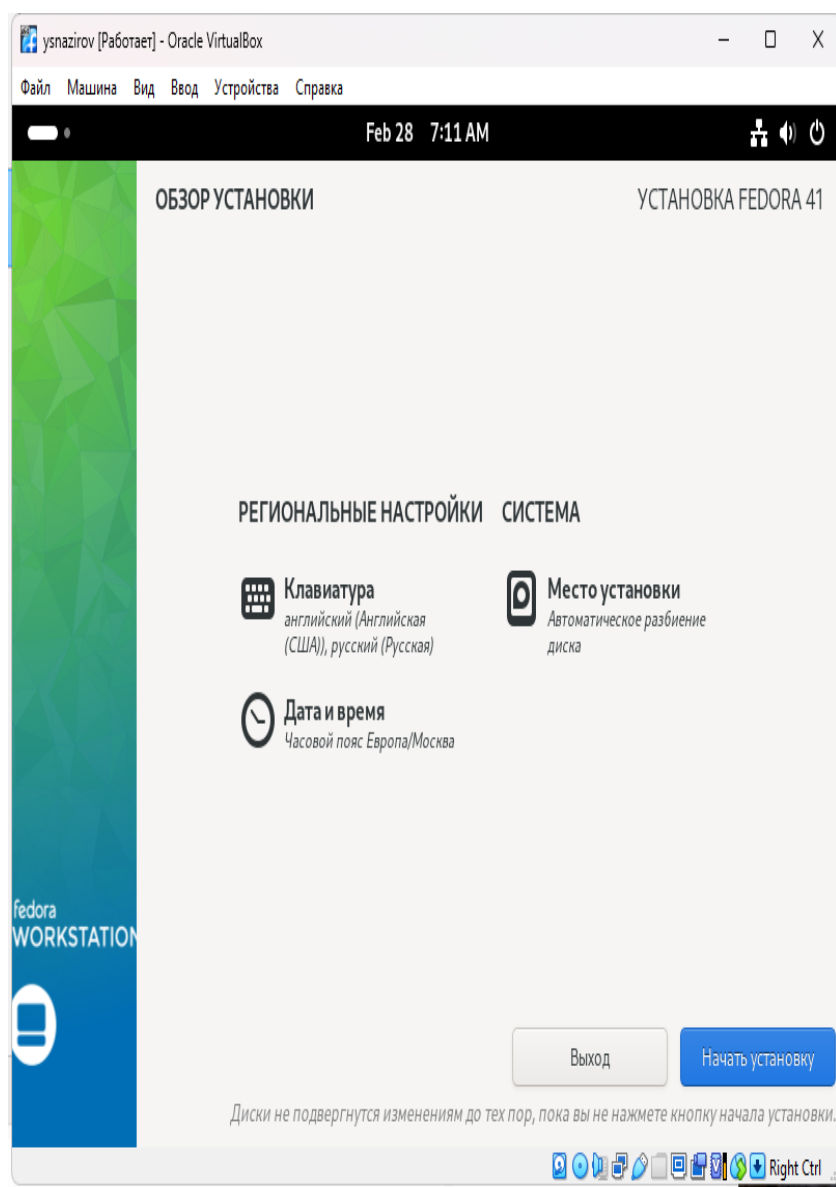 ysnazirov [Работает] - Oracle VirtualBox
Файл Машина Вид Ввод Устройства Справка
Feb 28 7:11 AM
ОБЗОР УСТАНОВКИ
УСТАНОВКА FEDORA 41
РЕГИОНАЛЬНЫЕ НАСТРОЙКИ
СИСТЕМА
Клавиатура
английский (Английская
(США)), русский (Русская)
Место установки
Автоматическое разбиение
диска
Дата и время
Часовой пояс Европа/Москва
fedora
WORKSTATION
Выход
Начать установку
Диски не подвергнутся изменениям до тех пор, пока вы не нажмете кнопку начала установки.
Right Ctrl